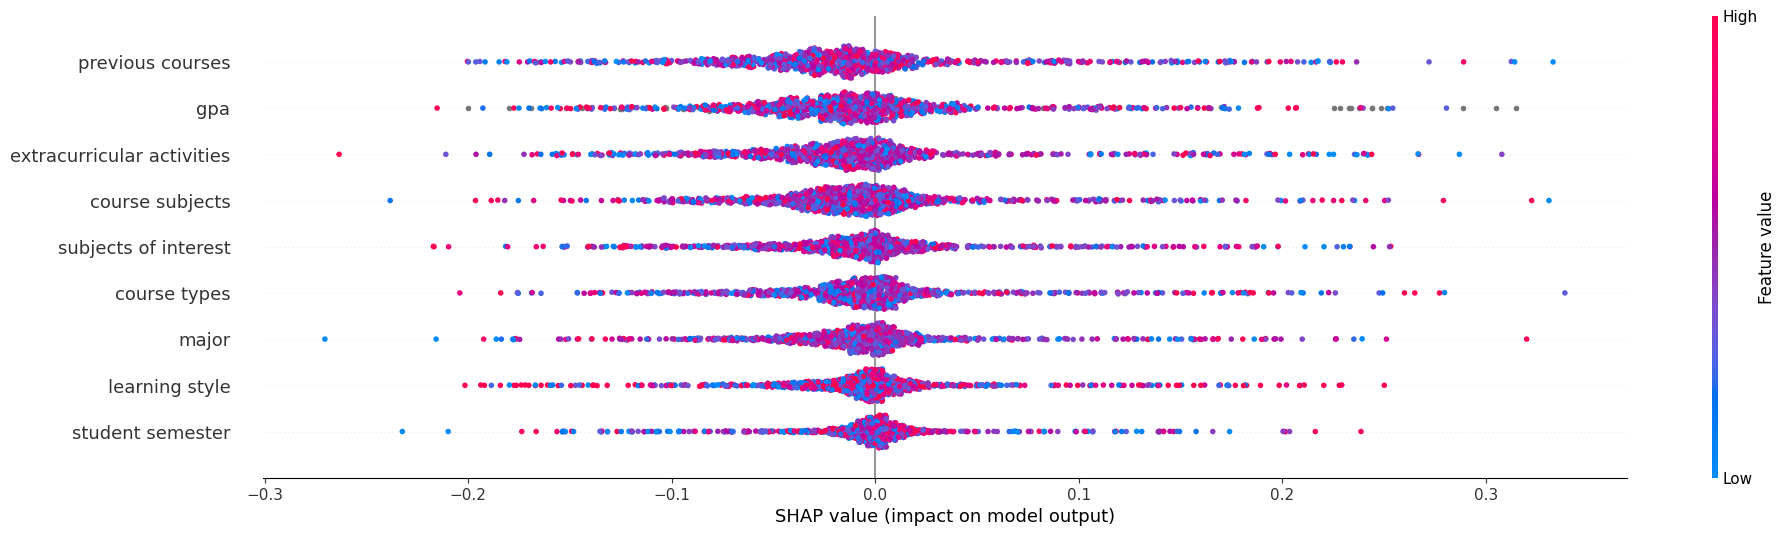 High
previous courses
gpa
extracurricular activities
course subjects
subjects of interest
course types
major
learning style
student semester
Feature value
Low
−0.3 −0.2 −0.1 0.0 0.1 0.2 0.3
SHAP value (impact on model output)